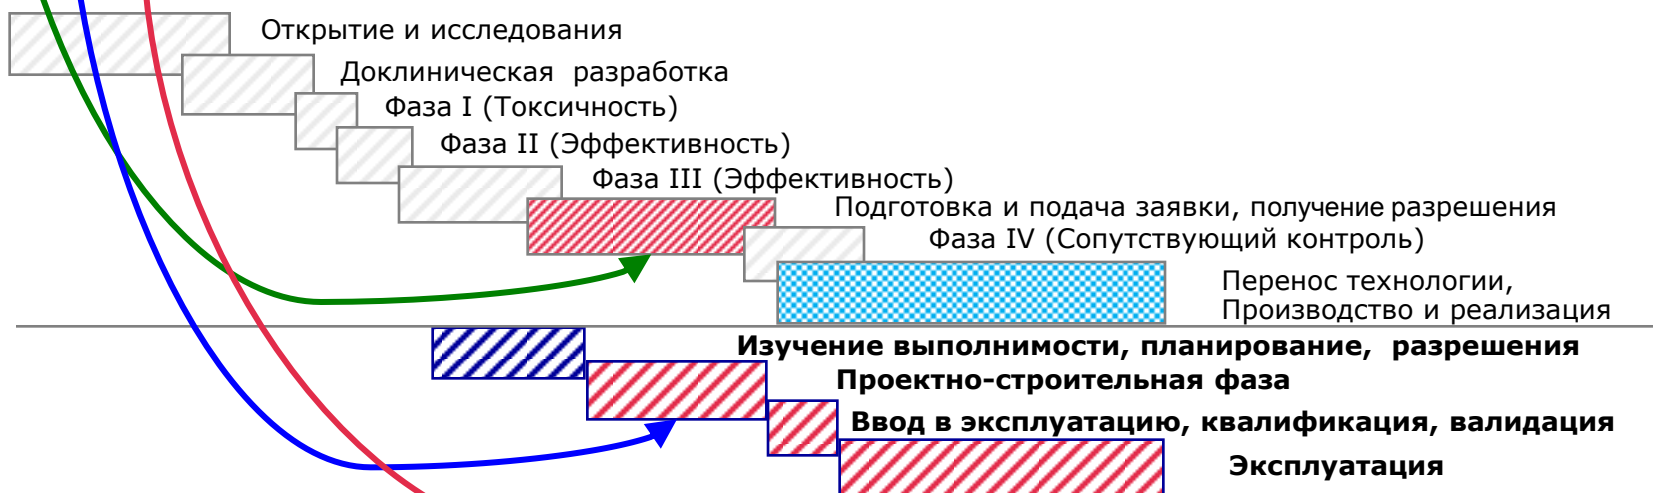 Открытие и исследования
Доклиническая разработка
Фаза I (Токсичность)
Фаза II (Эффективность)
Фаза III (Эффективность)
Подготовка и подача заявки, получение разрешения
Фаза IV (Сопутствующий контроль)
Перенос технологии,
Производство и реализация
Изучение выполнимости, планирование, разрешения
Проектно-строительная фаза
Ввод в эксплуатацию, квалификация, валидация
Эксплуатация